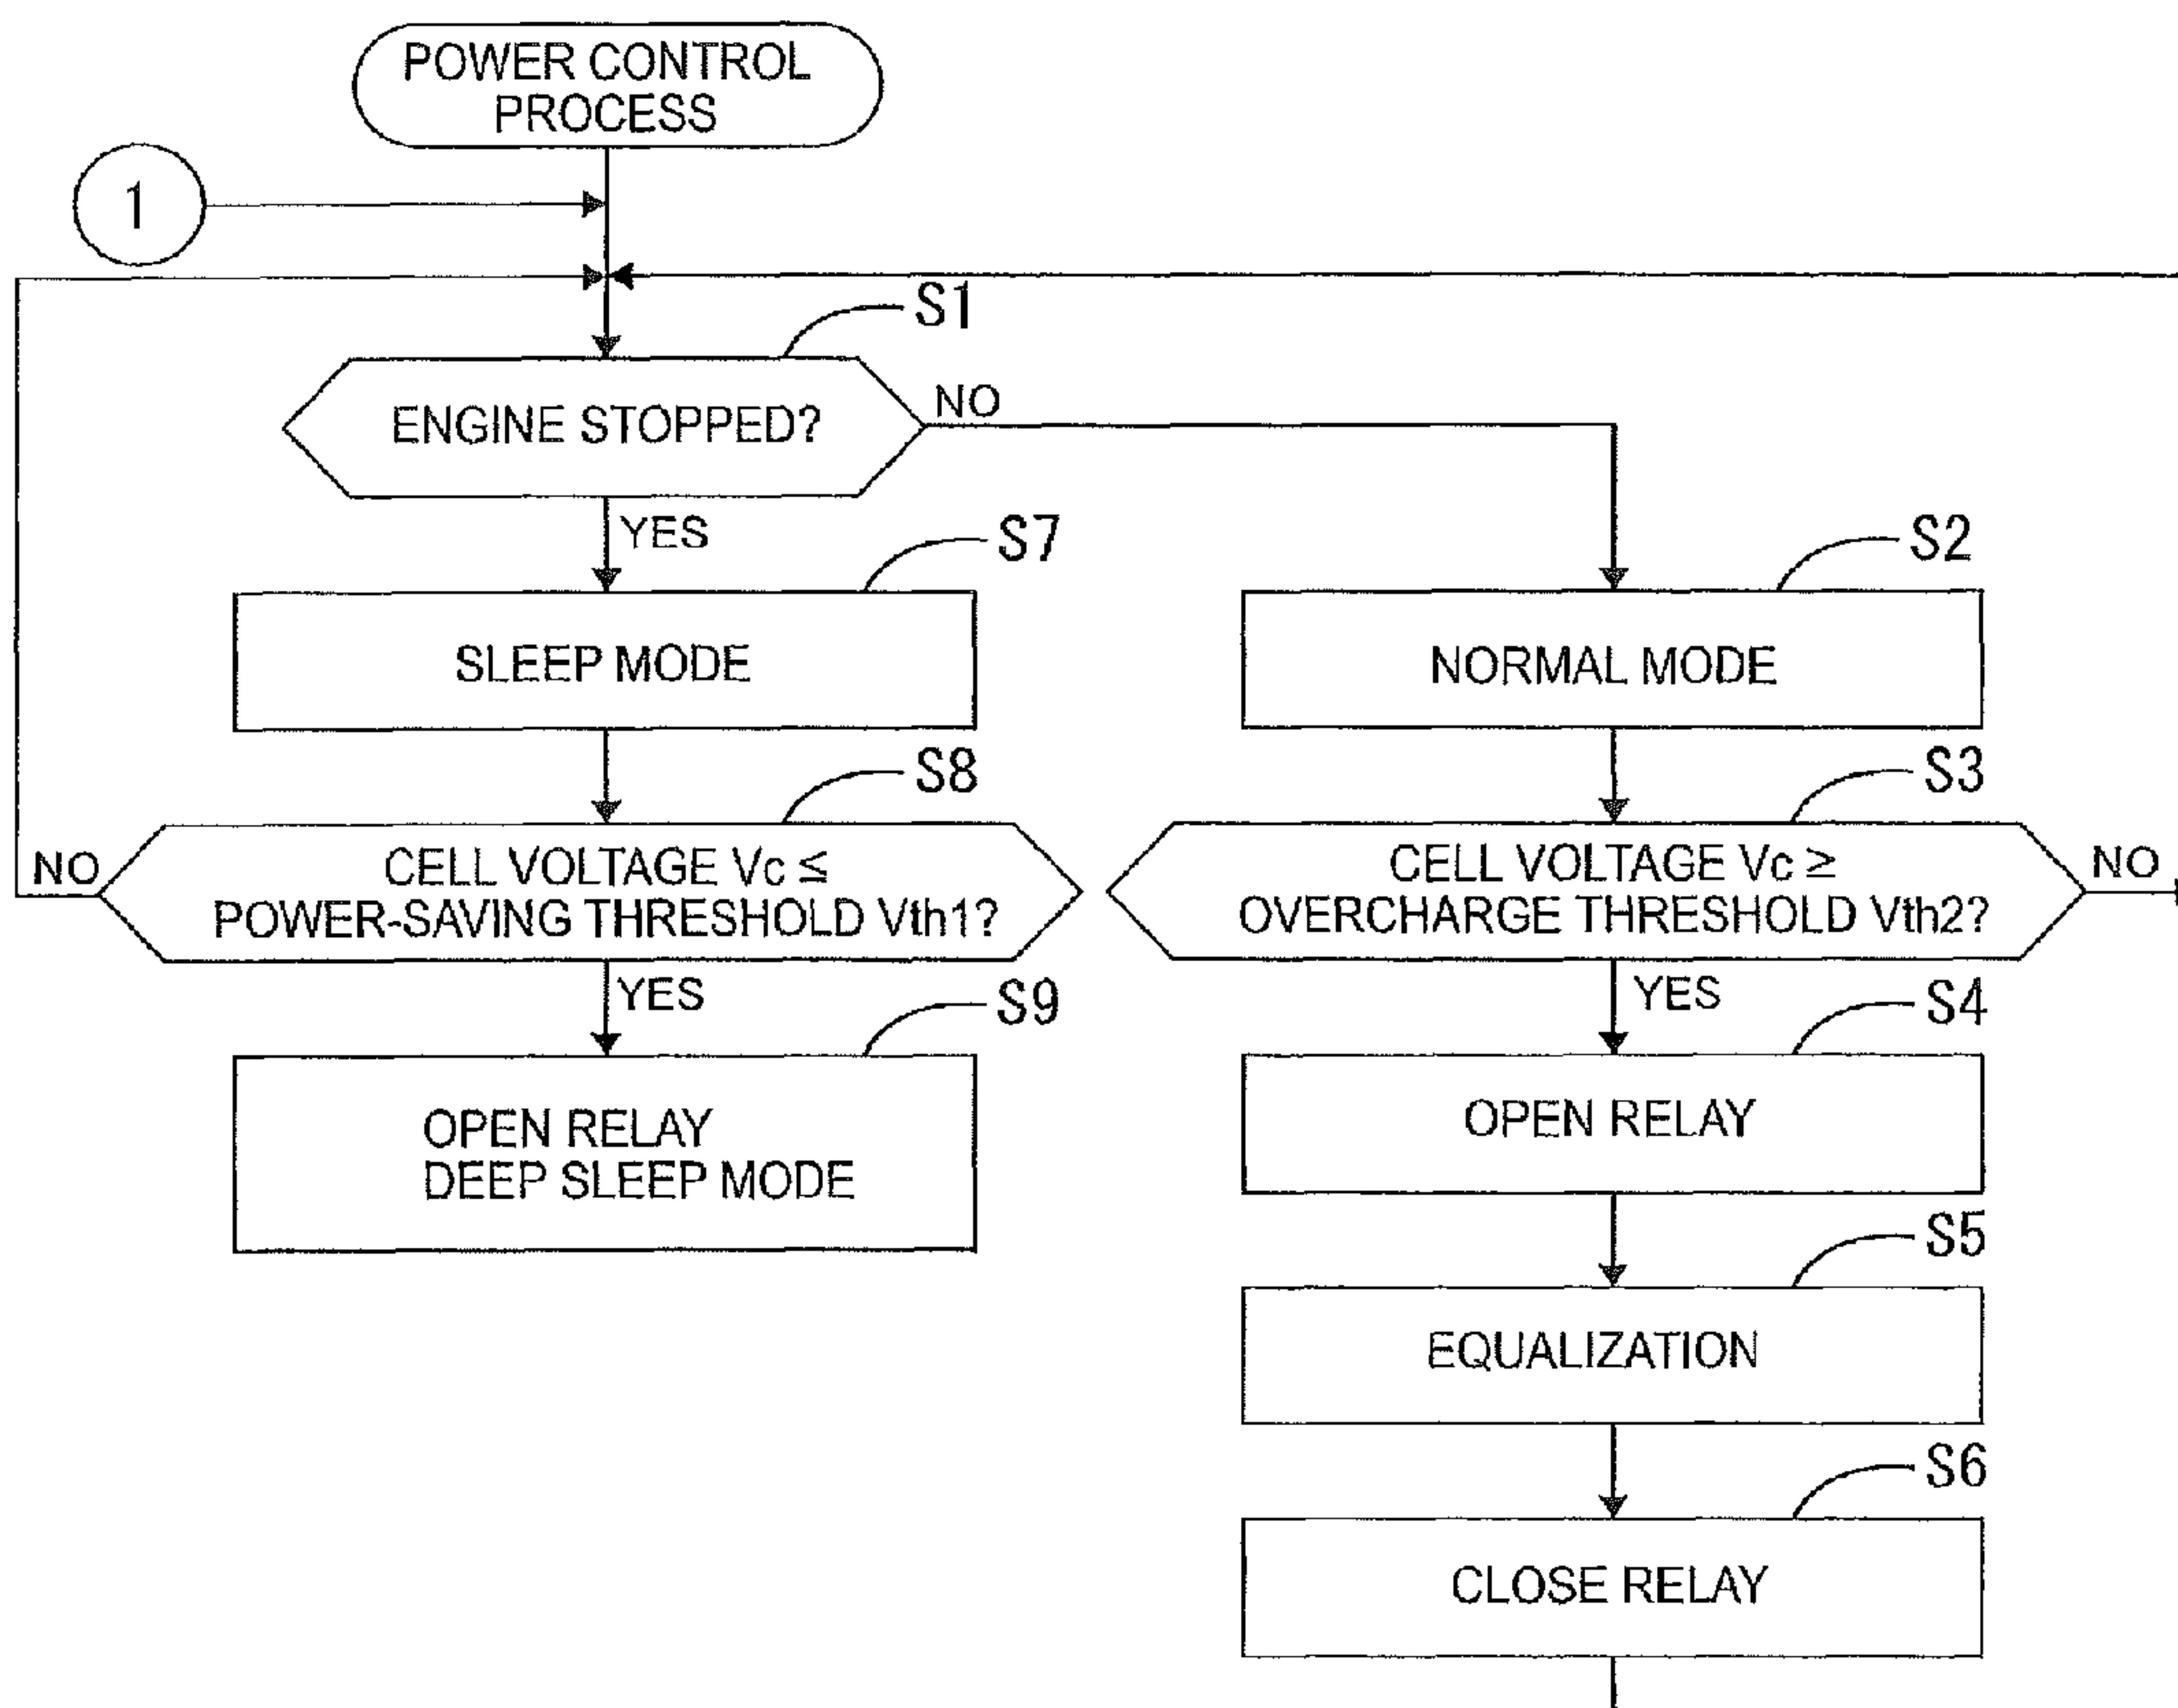 POWER CONTROL
PROCESS
1
S1
ENGINE STOPPED?
NO
YES
S7
S2
SLEEP MODE
NORMAL MODE
S8
S3
NO
CELL VOLTAGE Vc ≤
POWER-SAVING THRESHOLD Vth1?
CELL VOLTAGE Vc ≥
OVERCHARGE THRESHOLD Vth2?
NO
YES
S9
YES
S4
OPEN RELAY
DEEP SLEEP MODE
OPEN RELAY
S5
EQUALIZATION
S6
CLOSE RELAY